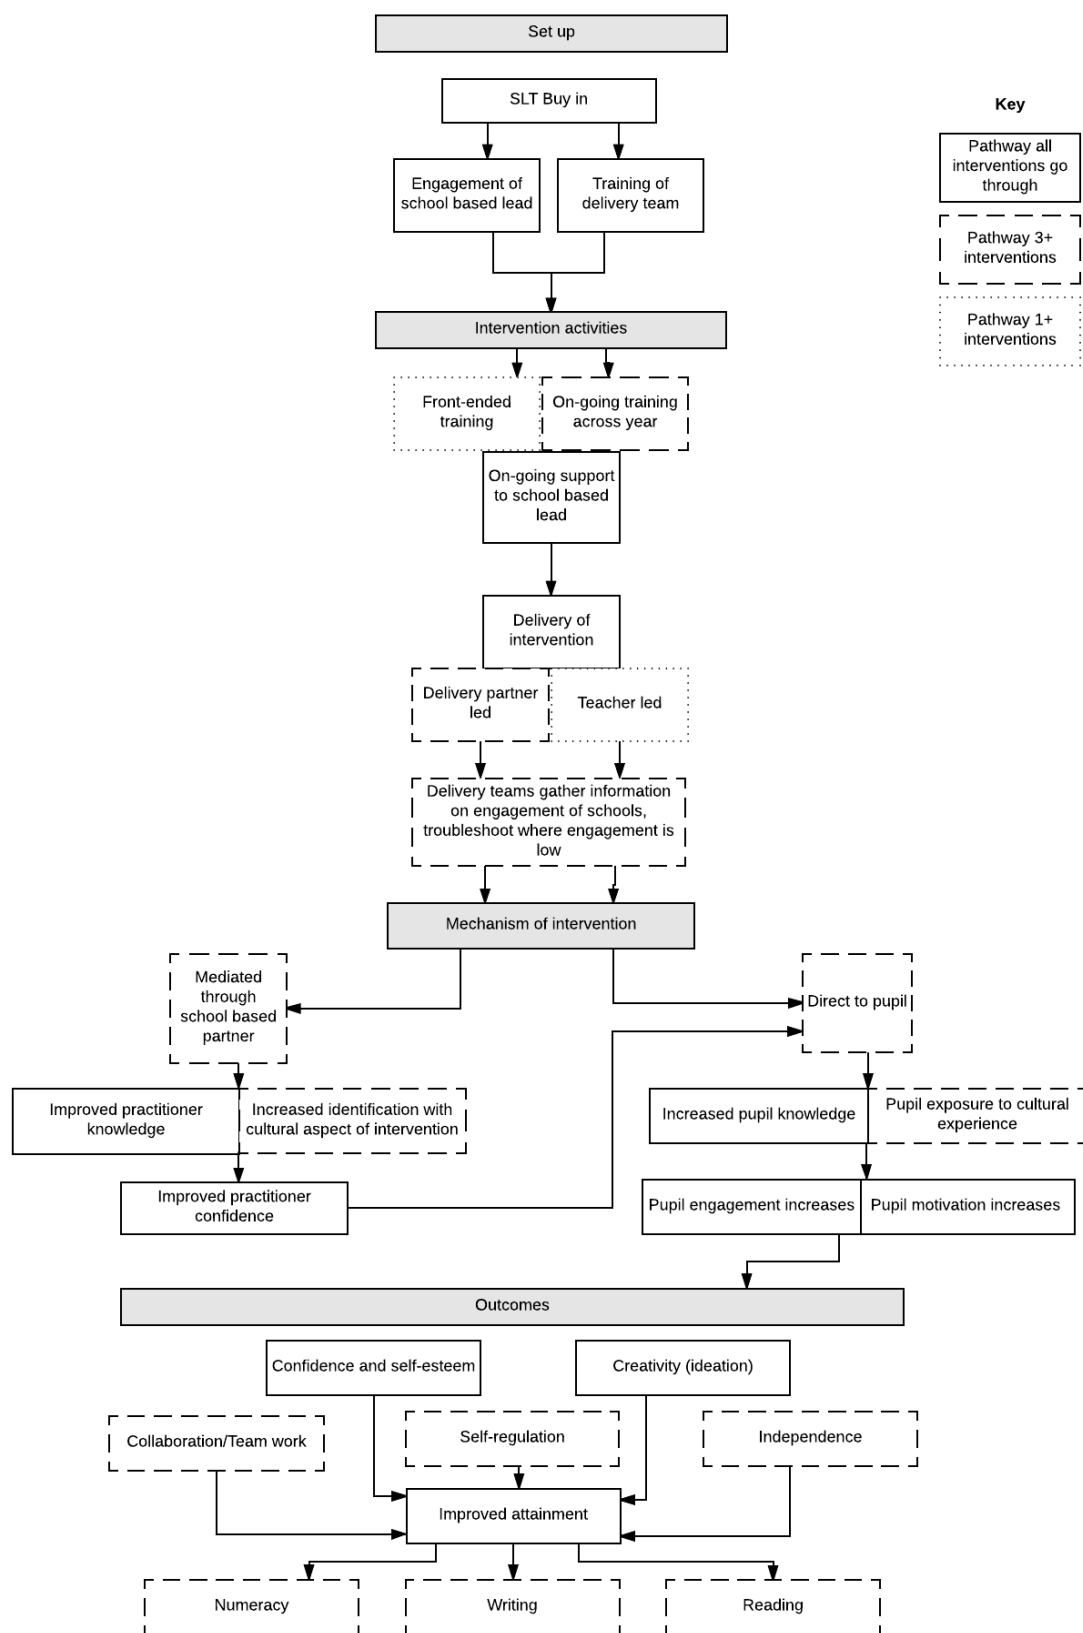 Set up
SLT Buy in
Key
Pathway all
interventions go
through
Engagement of
school based lead
Training of
delivery team
Pathway 3+
interventions
Pathway 1+
interventions
Intervention activities
Front-ended
training
On-going training
across year
On-going support
to school based
lead
Delivery of
intervention
Delivery partner
led
Teacher led
Delivery teams gather information
on engagement of schools,
troubleshoot where engagement is
low
Mechanism of intervention
Mediated
through
school based
partner
Direct to pupil
Improved practitioner
knowledge
Increased identification with
cultural aspect of intervention
Increased pupil knowledge
Pupil exposure to cultural
experience
Improved practitioner
confidence
Pupil engagement increases
Pupil motivation increases
Outcomes
Confidence and self-esteem
Creativity (ideation)
Collaboration/Team work
Self-regulation
Independence
Improved attainment
Numeracy
Writing
Reading